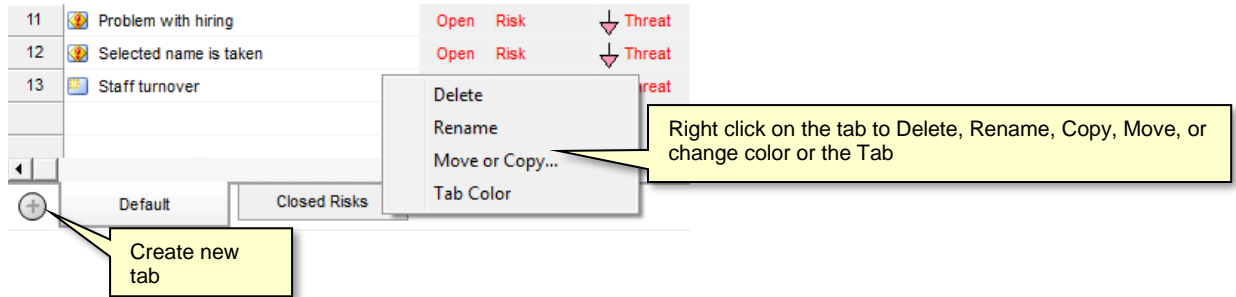 11 Problem with hiring Open Risk Threat
12 Selected name is taken Open Risk Threat
13 Staff turnover reat
Delete
Rename
Move or Copy...
Tab Color
Right click on the tab to Delete, Rename, Copy, Move, or
change color or the Tab
Default Closed Risks
Create new
tab